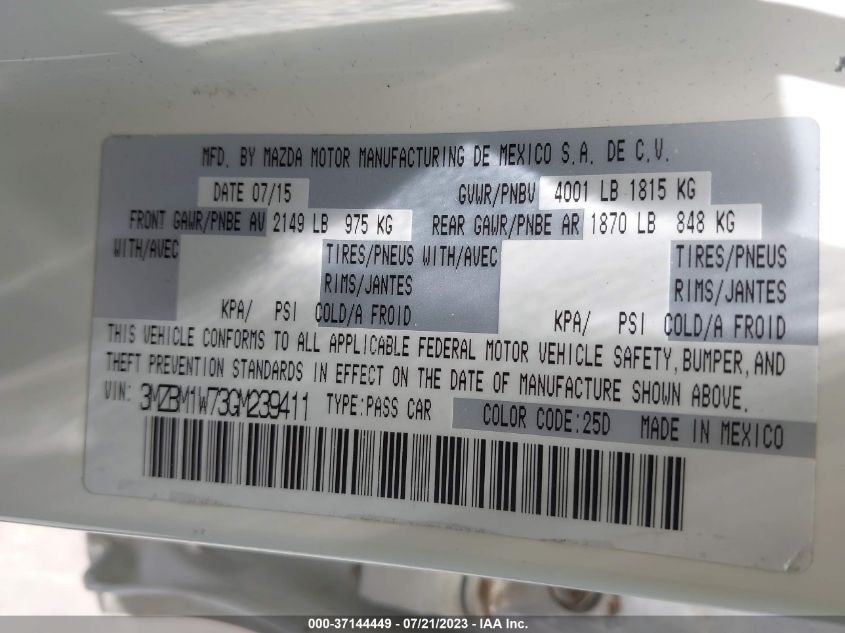 MFD. BY MAZDA MOTOR MANUFACTURING DE MEXICO S.A. DE C.V.
DATE 07/15 GVWR/PNBV 4001 LB 1815 KG
FRONT GAWR/PNBE AV 2149 LB 975 KG REAR GAWR/PNBE AR 1870 LB 848 KG
WITH/AVEC TIRES/PNEUS WITH/AVEC TIRES/PNEUS
RIMS/JANTES RIMS/JANTES
KPA/ PSI COLD/A FROID KPA/ PSI COLD/A FROID
THIS VEHICLE CONFORMS TO ALL APPLICABLE FEDERAL MOTOR VEHICLE SAFETY, BUMPER, AND
THEFT PREVENTION STANDARDS IN EFFECT ON THE DATE OF MANUFACTURE SHOWN ABOVE.
VIN: 3MZBM1W73GM239411 TYPE:PASS CAR COLOR CODE:25D MADE IN MEXICO
000-37144449 - 07/21/2023 - IAA Inc.